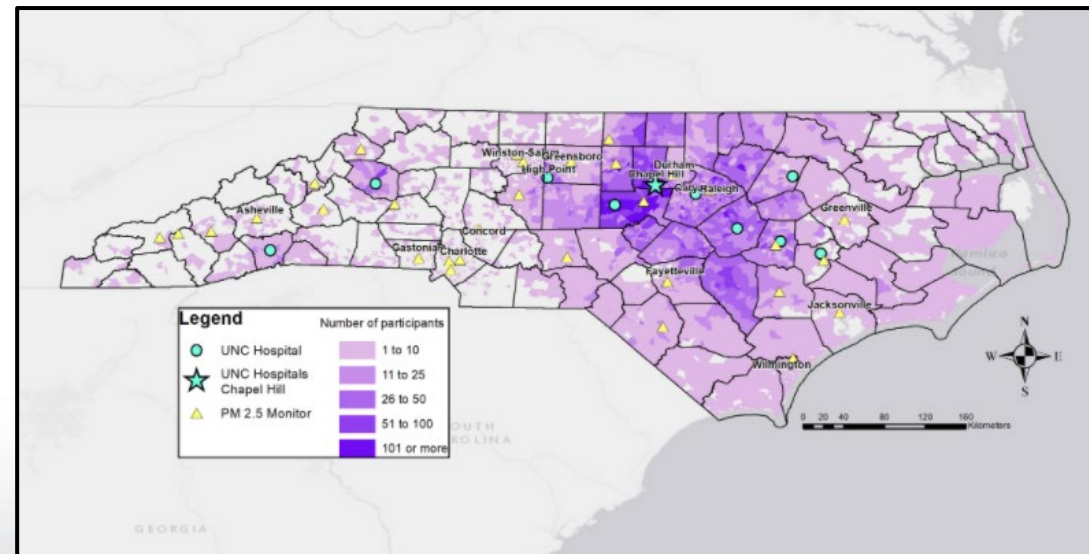 Winston-Salem
Greensboro
High Point
Durham
Chapel Hill
Cary
Raleigh
Asheville
Greenville
Concord
Gastonia
Charlotte
Pamlico
Sound
Fayetteville
Jacksonville
Wilmington
Legend
Number of participants
UNC Hospital
UNC Hospitals
Chapel Hill
PM 2.5 Monitor
1 to 10
11 to 25
26 to 50
51 to 100
101 or more
N
W
E
S
0 20 40 80 120 160
Kilometers
SOUTH
CAROLINA
GEORGIA